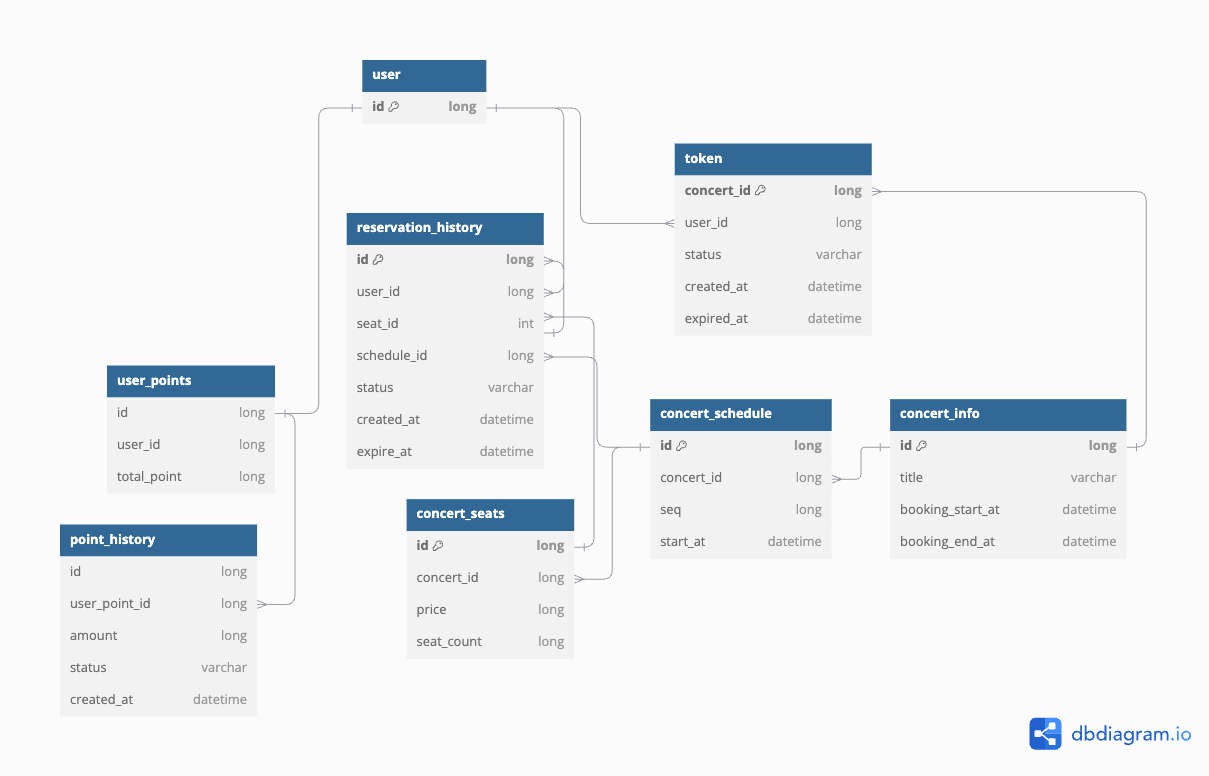 user
id long
token
concert_id long
user_id long
status varchar
created_at datetime
expired_at datetime
reservation_history
id long
user_id long
seat_id int
schedule_id long
status varchar
created_at datetime
expire_at datetime
user_points
id long
user_id long
total_point long
concert_schedule
id long
concert_id long
seq long
start_at datetime
concert_info
id long
title varchar
booking_start_at datetime
booking_end_at datetime
concert_seats
id long
concert_id long
price long
seat_count long
point_history
id long
user_point_id long
amount long
status varchar
created_at datetime
dbdiagram.io